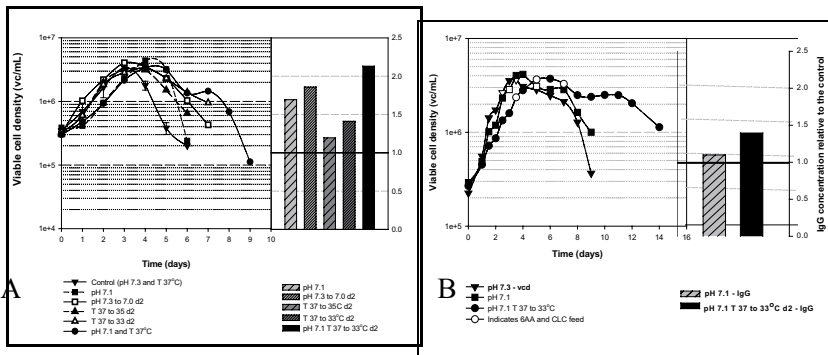 1e+7
1e+6
1e+5
1e+4
Viable cell density (vc/mL)
0 1 2 3 4 5 6 7 8 9 10
Time (days)
2.5
2.0
1.5
1.0
0.5
0.0
A
Control (pH 7.3 and T 37°C)
pH 7.1
pH 7.3 to 7.0 d2
T 37 to 35 d2
T 37 to 33 d2
pH 7.1 and T 37°C
pH 7.1
pH 7.3 to 7.0 d2
T 37 to 35C d2
T 37 to 33°C d2
pH 7.1 T 37 to 33°C d2
1e+7
1e+6
1e+5
Viable cell density (vc/mL)
0 2 4 6 8 10 12 14 16
Time (days)
2.5
2.0
1.5
1.0
0.5
0.0
IgG concentration relative to the control
B
pH 7.3 - vcd
pH 7.1
pH 7.1 T 37 to 33°C
Indicates 6AA and CLC feed
pH 7.1 - IgG
pH 7.1 T 37 to 33°C d2 - IgG